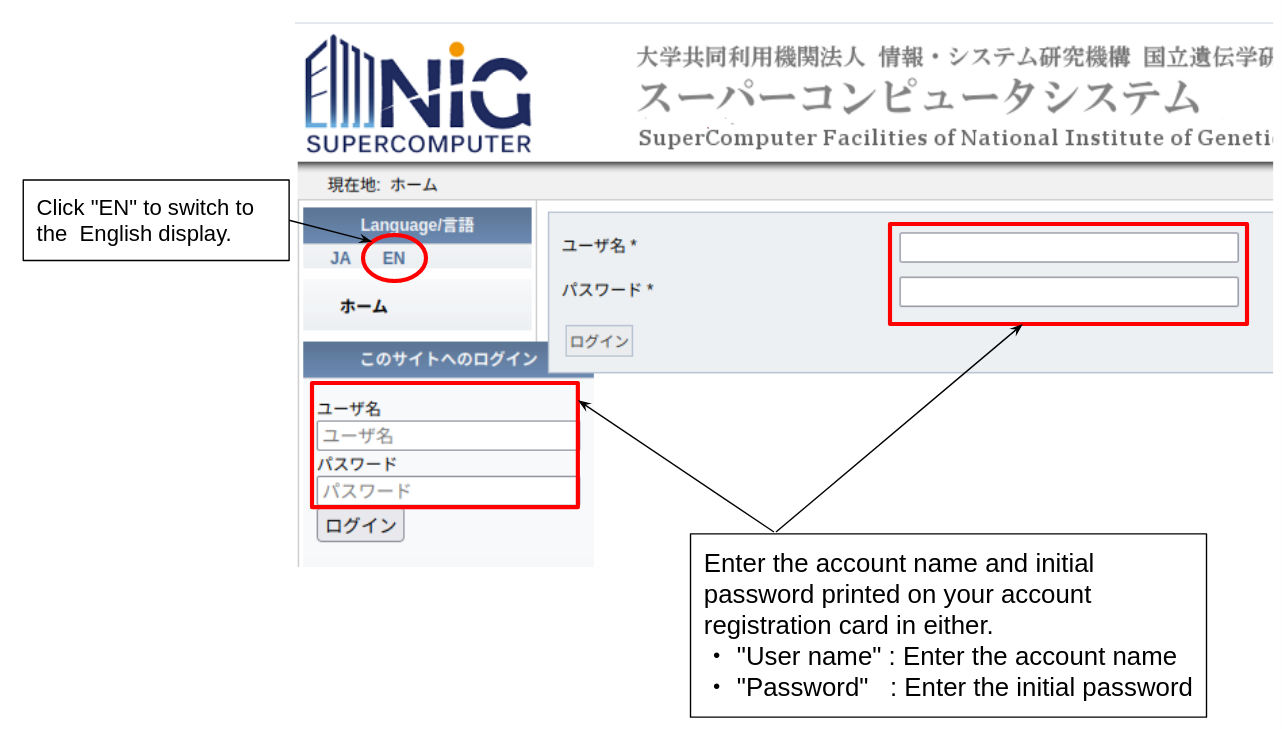 NIG
SUPERCOMPUTER
大学共同利用機関法人 情報・システム研究機構 国立遺伝学研
スーパーコンピュータシステム
SuperComputer Facilities of National Institute of Geneti
現在地: ホーム
Click "EN" to switch to
the English display.
Language/言語
JA EN
ホーム
ユーザ名 *
パスワード *
ログイン
このサイトへのログイン
ユーザ名
ユーザ名
パスワード
パスワード
ログイン
Enter the account name and initial
password printed on your account
registration card in either.
・ "User name" : Enter the account name
・ "Password" : Enter the initial password